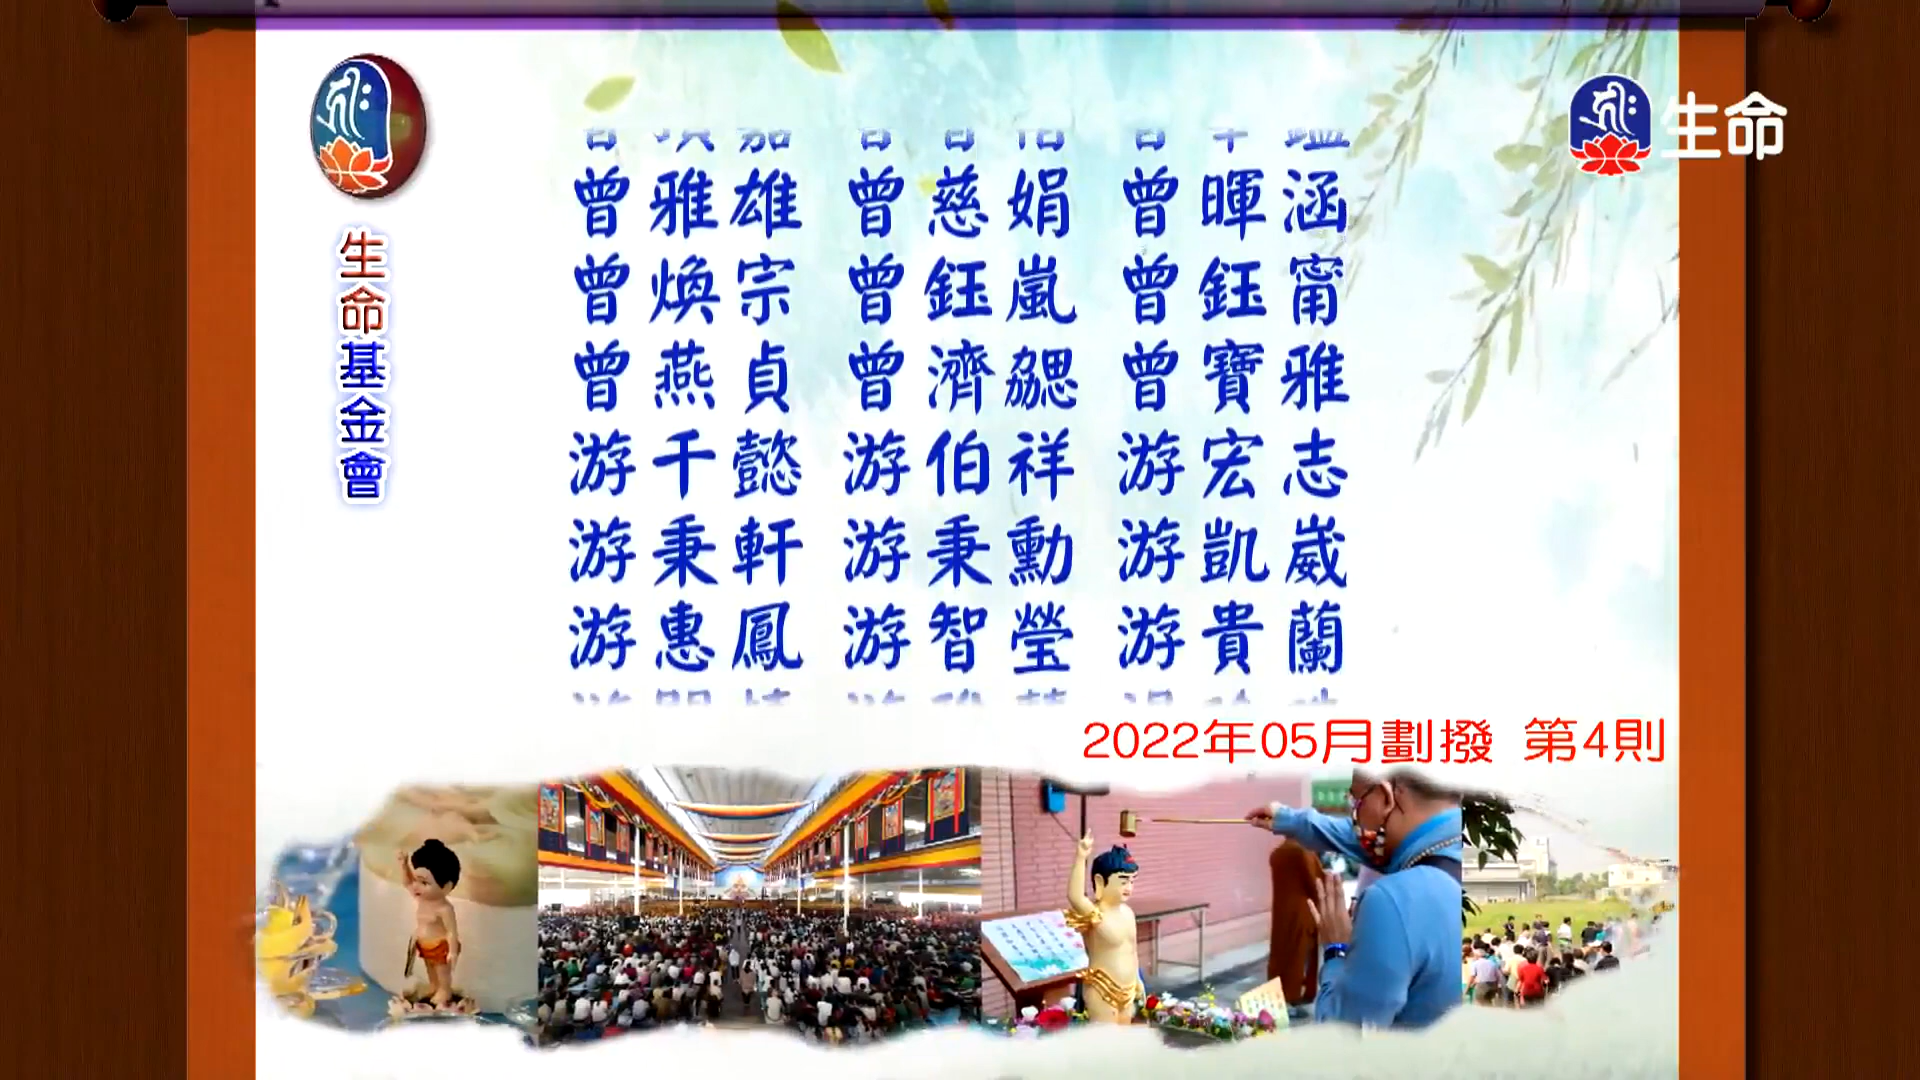 生命
生命基金會
曾雅雄 曾慈娟 曾暉涵
曾煥宗 曾鈺嵐 曾鈺甯
曾燕貞 曾濟勰 曾寶雅
游千懿 游伯祥 游宏志
游秉軒 游秉勳 游凱崴
游惠鳳 游智瑩 游貴蘭
2022年05月劃撥 第4則